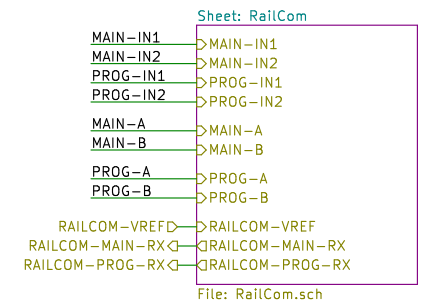 Sheet: RailCom
MAIN-IN1 MAIN-IN1
MAIN-IN2 MAIN-IN2
PROG-IN1 PROG-IN1
PROG-IN2 PROG-IN2
MAIN-A MAIN-A
MAIN-B MAIN-B
PROG-A PROG-A
PROG-B PROG-B
RAILCOM-VREF RAILCOM-VREF
RAILCOM-MAIN-RX RAILCOM-MAIN-RX
RAILCOM-PROG-RX RAILCOM-PROG-RX
File: RailCom.sch